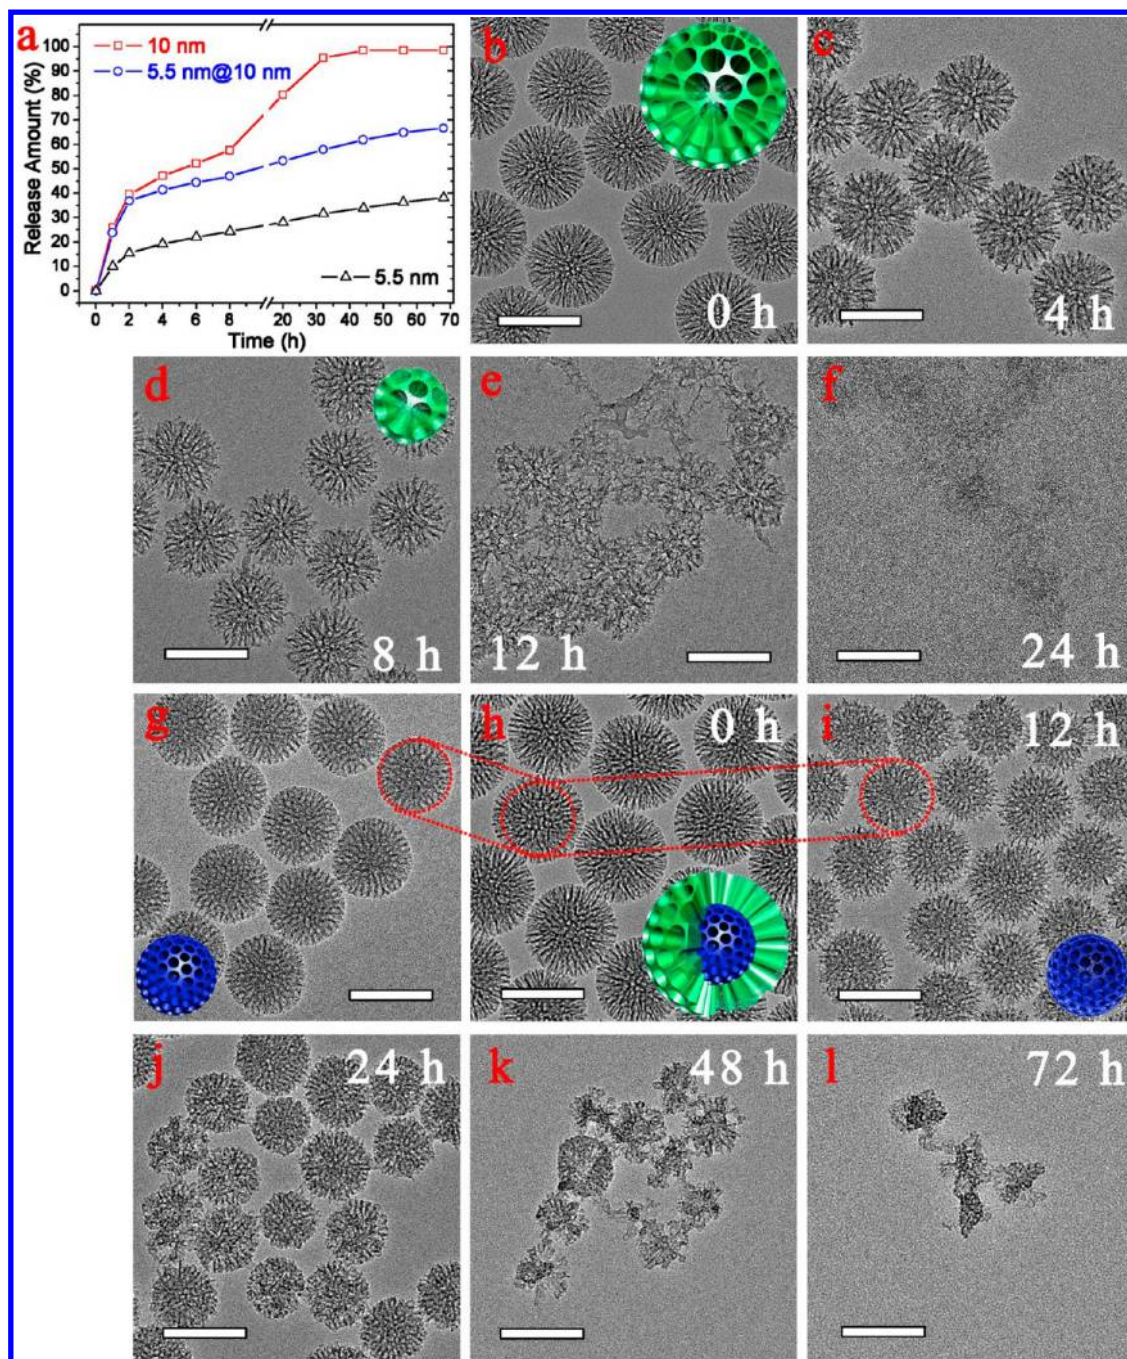 a
10 nm
5.5 nm@10 nm
5.5 nm
Release Amount (%)
100
90
80
70
60
50
40
30
20
10
0
0 2 4 6 8 20 30 40 50 60 70
Time (h)
b
0 h
c
4 h
d
8 h
e
12 h
f
24 h
g
h
0 h
i
12 h
j
24 h
k
48 h
l
72 h